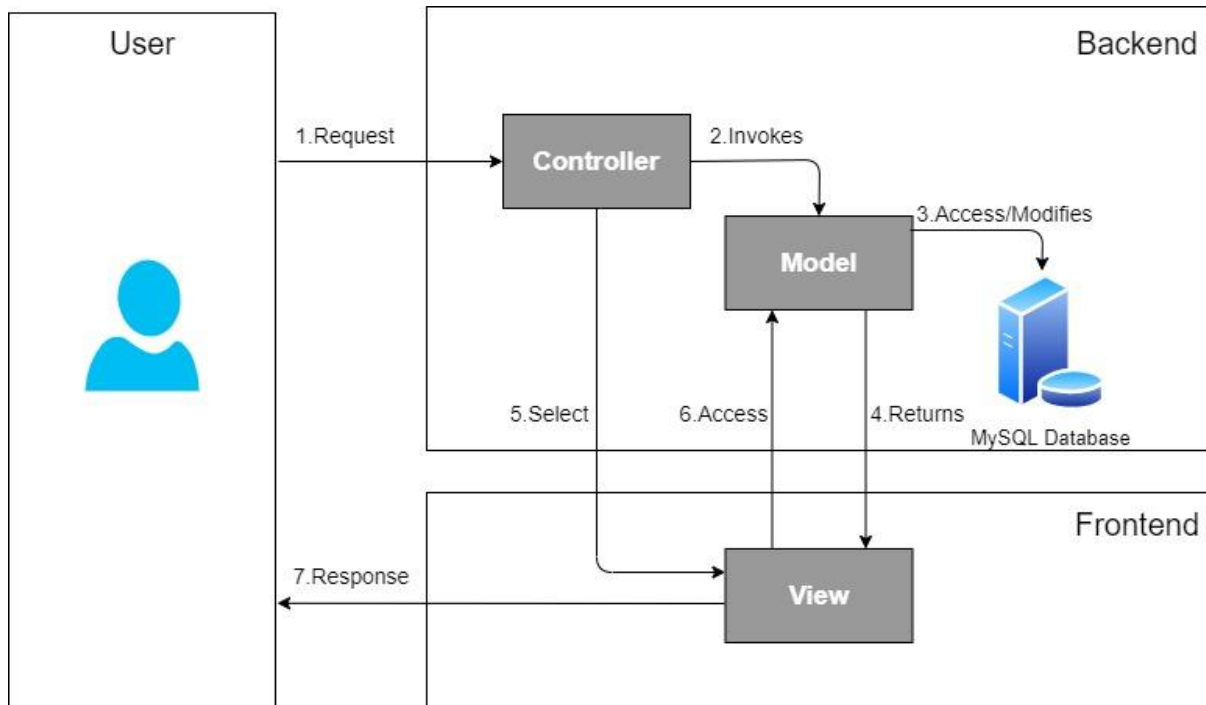 User
Backend
1.Request
Controller
2.Invokes
Model
3.Access/Modifies
MySQL Database
5.Select
6.Access
4.Returns
Frontend
7.Response
View